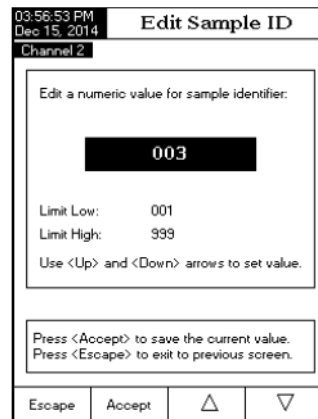 03:56:53 PM
Dec 15, 2014
Edit Sample ID
Channel 2
Edit a numeric value for sample identifier:
003
Limit Low: 001
Limit High: 999
Use <Up> and <Down> arrows to set value.
Press <Accept> to save the current value.
Press <Escape> to exit to previous screen.
Escape Accept △ ▽